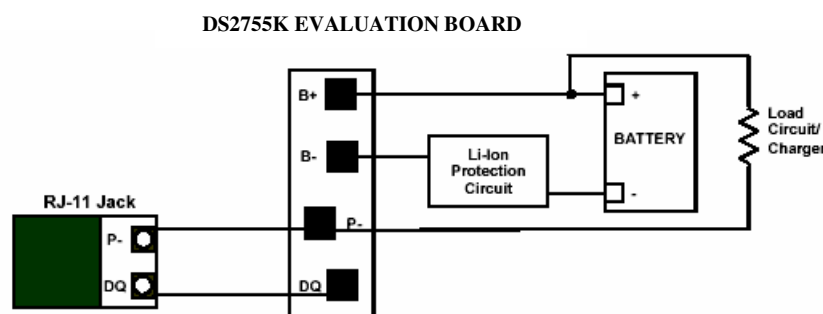 DS2755K EVALUATION BOARD
B+
+
Load
Circuit/
Charger
BATTERY
B-
Li-Ion
Protection
Circuit
-
RJ-11 Jack
P-
P-
DQ
DQ